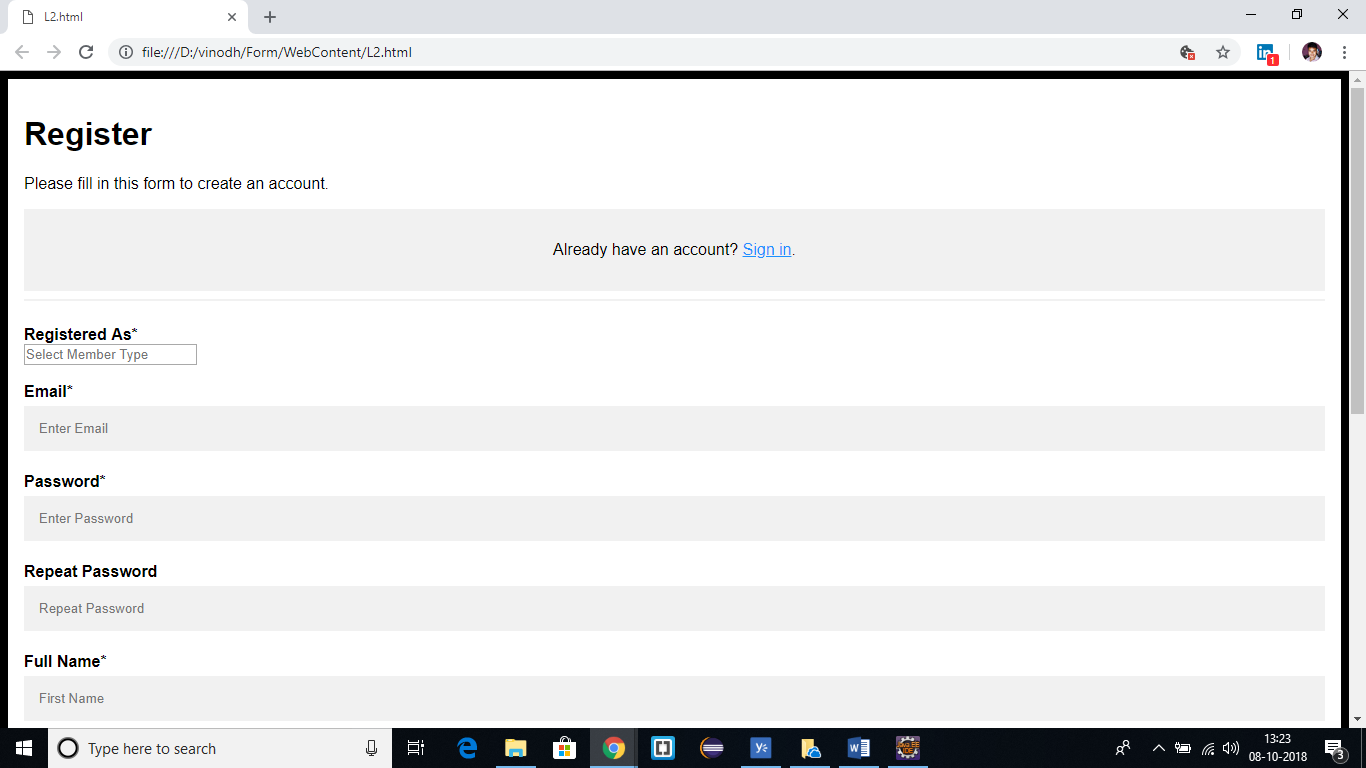 L2.html
file:///D:/vinodh/Form/WebContent/L2.html
1
Register
Please fill in this form to create an account.
Already have an account? Sign in.
Registered As*
Select Member Type
Email*
Enter Email
Password*
Enter Password
Repeat Password
Repeat Password
Full Name*
First Name
Type here to search
13:23
08-10-2018
3